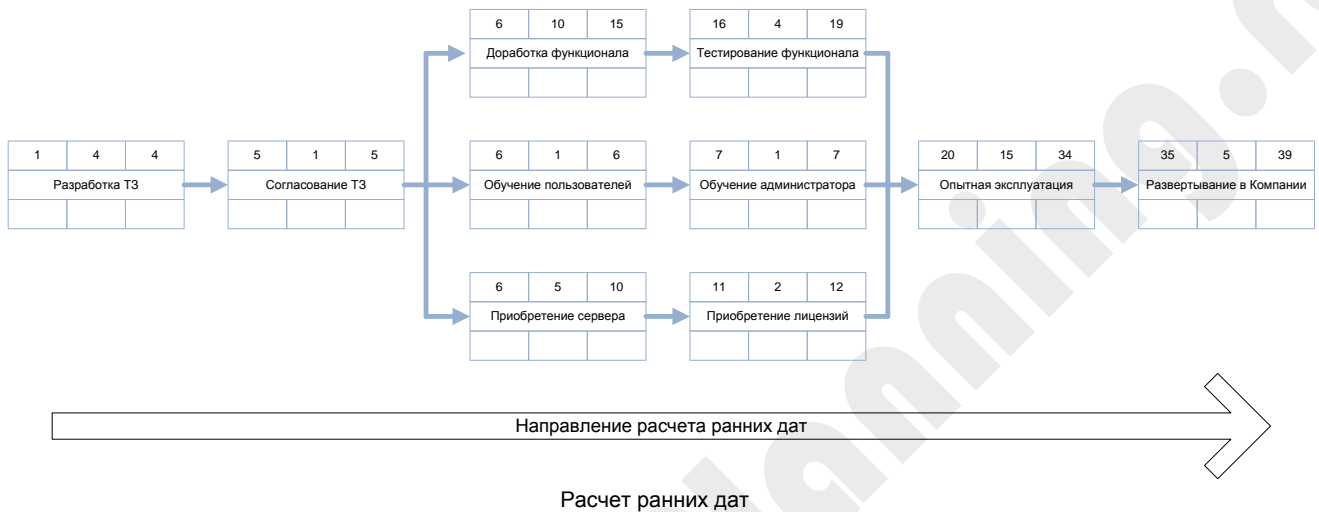 6 10 15
Доработка функционала
16 4 19
Тестирование функционала
1 4 4
Разработка ТЗ
5 1 5
Согласование ТЗ
6 1 6
Обучение пользователей
7 1 7
Обучение администратора
20 15 34
Опытная эксплуатация
35 5 39
Развертывание в Компании
6 5 10
Приобретение сервера
11 2 12
Приобретение лицензий
Направление расчета ранних дат
Расчет ранних дат